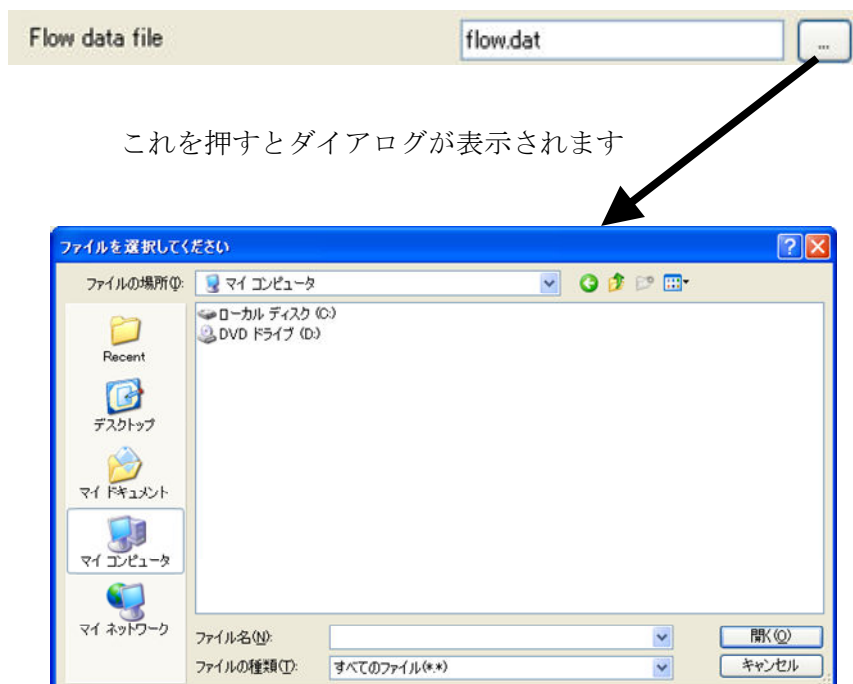 Flow data file flow.dat ...
これを押すとダイアログが表示されます
ファイルを選択してください
ファイルの場所(I): マイ コンピュータ
ローカル ディスク (C:)
DVD ドライブ (D:)
Recent
デスクトップ
マイ ドキュメント
マイ コンピュータ
マイ ネットワーク
ファイル名(N): 開く(O)
ファイルの種類(T): すべてのファイル(*.*) キャンセル